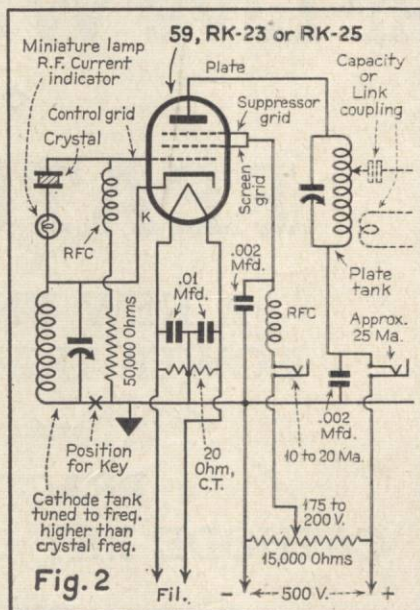 59, RK-23 or RK-25
Miniature lamp
R.F. Current
indicator
Plate
Capacity
or
Link
coupling
Control grid
Crystal
Suppressor
grid
Screen
grid
K
RFC
.002
Mfd.
.01
Mfd.
RFC
Plate
tank
Approx.
25 Ma.
50,000 Ohms
.002
Mfd.
Position
for Key
20
Ohm,
C.T.
10 to 20 Ma.
Cathode tank
tuned to freq.
higher than
crystal freq.
175 to
200 V.
15,000 Ohms
Fig. 2
Fil.
- 500 V. +